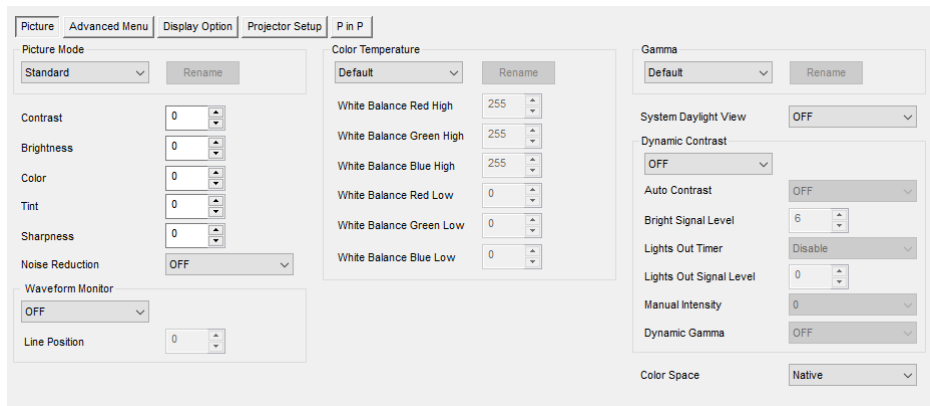 Picture Advanced Menu Display Option Projector Setup P in P
Picture Mode
Standard Rename
Contrast 0
Brightness 0
Color 0
Tint 0
Sharpness 0
Noise Reduction OFF
Waveform Monitor
OFF
Line Position 0
Color Temperature
Default Rename
White Balance Red High 255
White Balance Green High 255
White Balance Blue High 255
White Balance Red Low 0
White Balance Green Low 0
White Balance Blue Low 0
Gamma
Default Rename
System Daylight View OFF
Dynamic Contrast
OFF
Auto Contrast OFF
Bright Signal Level 6
Lights Out Timer Disable
Lights Out Signal Level 0
Manual Intensity 0
Dynamic Gamma OFF
Color Space Native